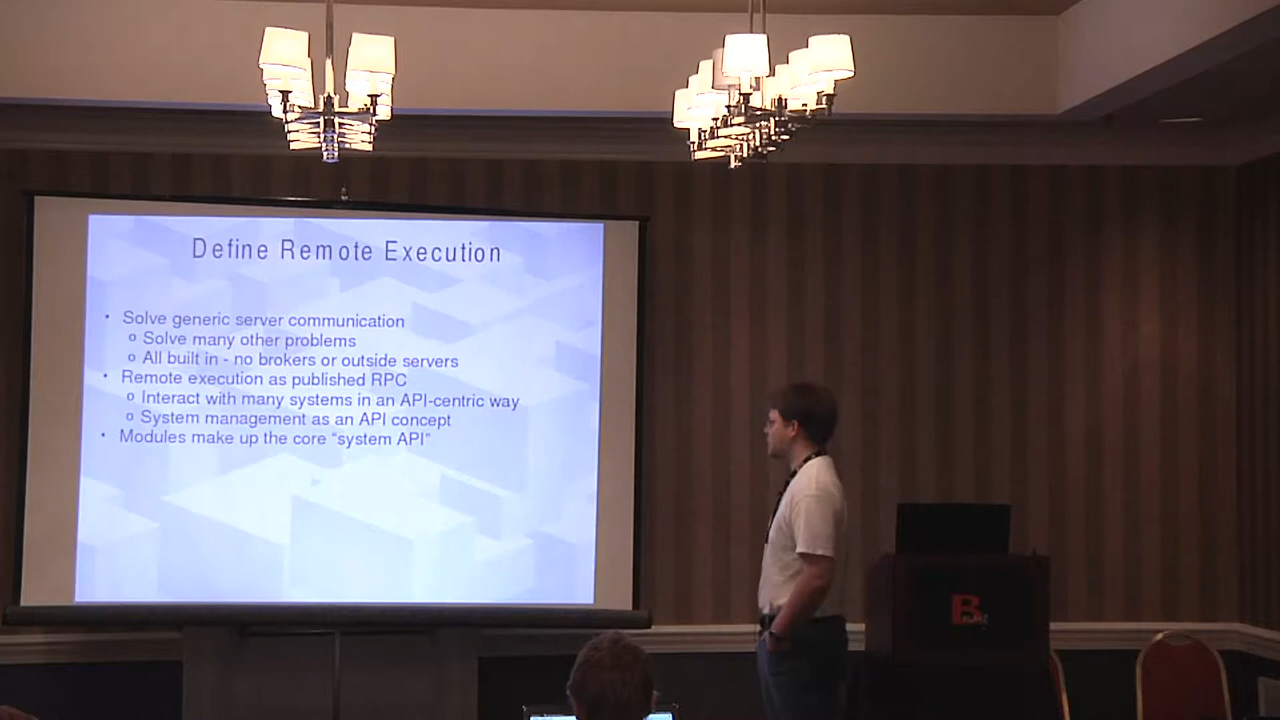 Define Remote Execution
• Solve generic server communication
o Solve many other problems
o All built in - no brokers or outside servers
• Remote execution as published RPC
o Interact with many systems in an API-centric way
o System management as an API concept
• Modules make up the core “system API”
B